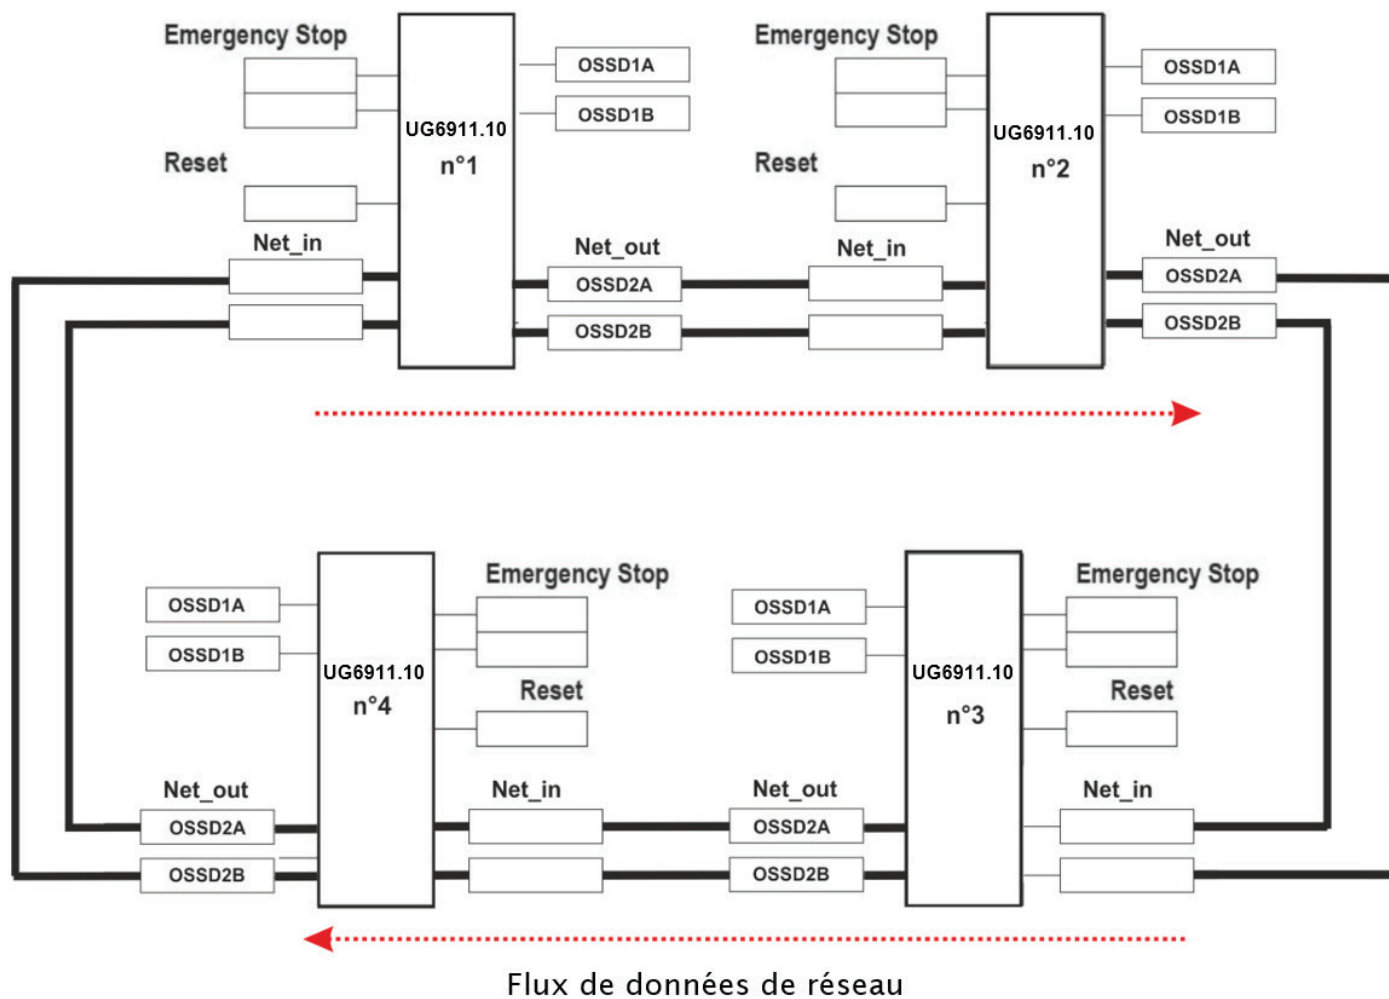 Emergency Stop
OSSD1A
OSSD1B
UG6911.10
n°1
Reset
Net_in
Net_out
OSSD2A
OSSD2B
Emergency Stop
OSSD1A
OSSD1B
UG6911.10
n°2
Reset
Net_in
Net_out
OSSD2A
OSSD2B
OSSD1A
OSSD1B
Emergency Stop
UG6911.10
n°4
Reset
Net_out
Net_in
OSSD2A
OSSD2B
OSSD1A
OSSD1B
Emergency Stop
UG6911.10
n°3
Reset
Net_out
Net_in
OSSD2A
OSSD2B
Flux de données de réseau